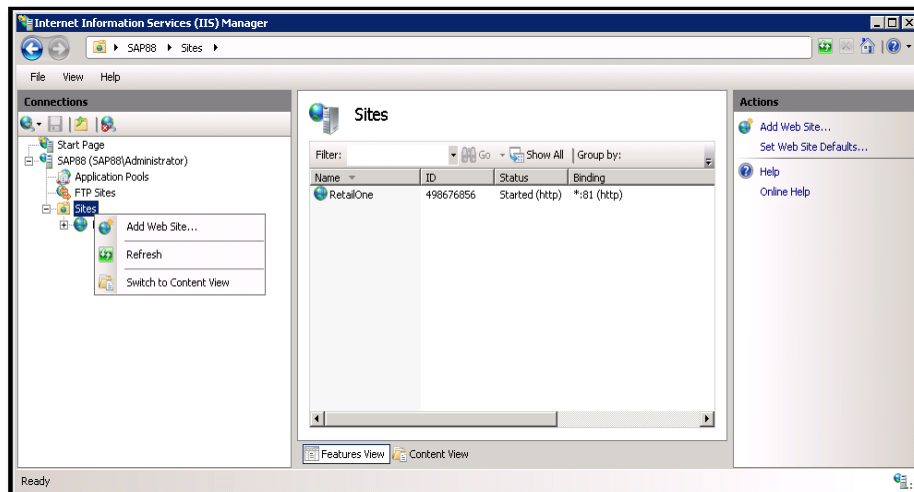 Internet Information Services (IIS) Manager
SAP88 Sites
File View Help
Connections
Start Page
SAP88 (SAP88\Administrator)
Application Pools
FTP Sites
Sites
Add Web Site...
Refresh
Switch to Content View
Sites
Filter: Go Show All Group by:
Name ID Status Binding
RetailOne 498676856 Started (http) *:81 (http)
Features View Content View
Actions
Add Web Site...
Set Web Site Defaults...
Help
Online Help
Ready